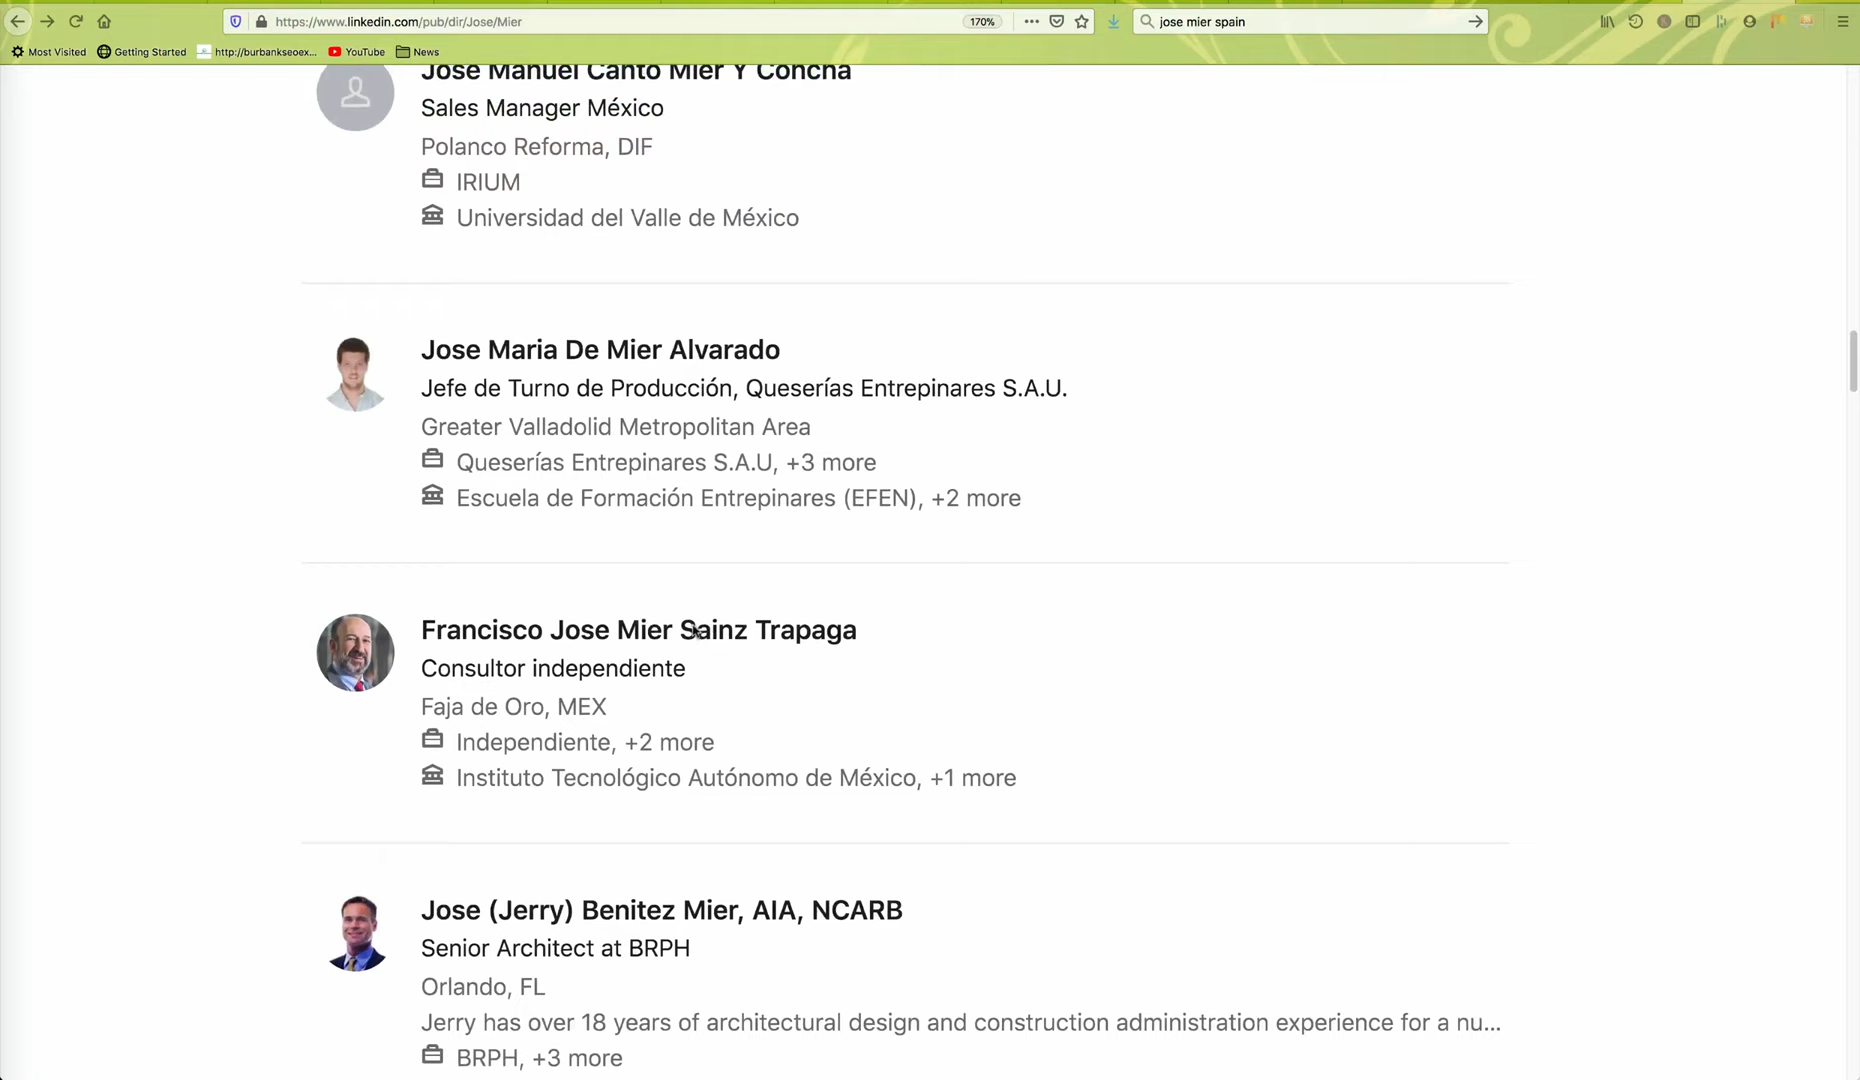 https://www.linkedin.com/pub/dir/Jose/Mier
170%
jose mier spain
Most Visited
Getting Started
http://burbankseoex...
YouTube
News
Jose Manuel Canto Mier Y Concha
Sales Manager México
Polanco Reforma, DIF
IRIUM
Universidad del Valle de México
Jose Maria De Mier Alvarado
Jefe de Turno de Producción, Queserías Entrepinares S.A.U.
Greater Valladolid Metropolitan Area
Queserías Entrepinares S.A.U, +3 more
Escuela de Formación Entrepinares (EFEN), +2 more
Francisco Jose Mier Sainz Trapaga
Consultor independiente
Faja de Oro, MEX
Independiente, +2 more
Instituto Tecnológico Autónomo de México, +1 more
Jose (Jerry) Benitez Mier, AIA, NCARB
Senior Architect at BRPH
Orlando, FL
Jerry has over 18 years of architectural design and construction administration experience for a nu...
BRPH, +3 more